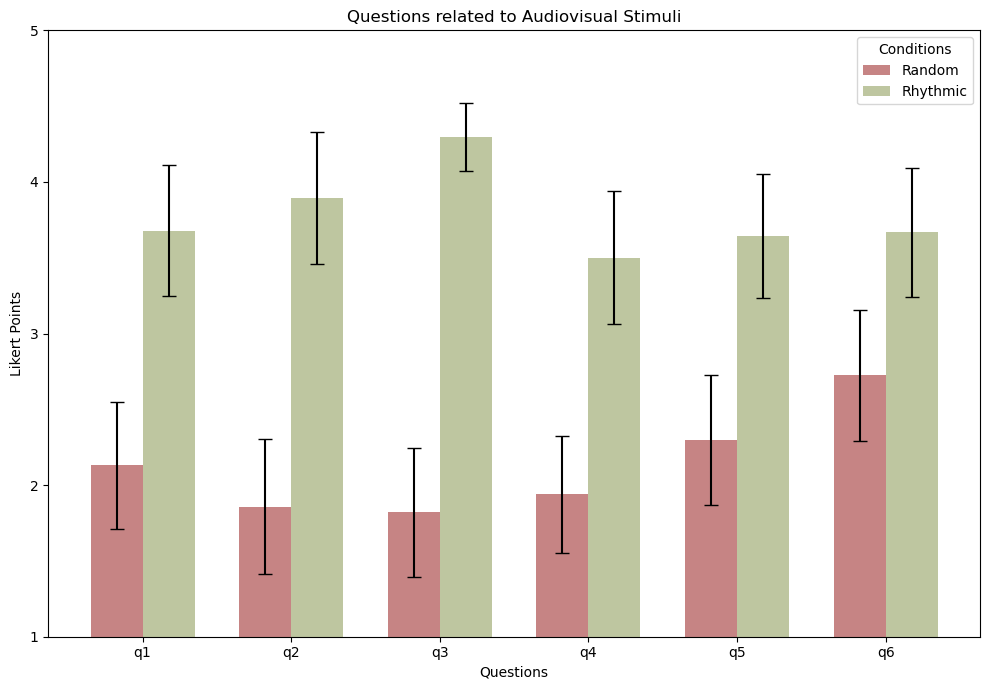 Questions related to Audiovisual Stimuli
Conditions
Random
Rhythmic
Likert Points
5
4
3
2
1
q1 q2 q3 q4 q5 q6
Questions